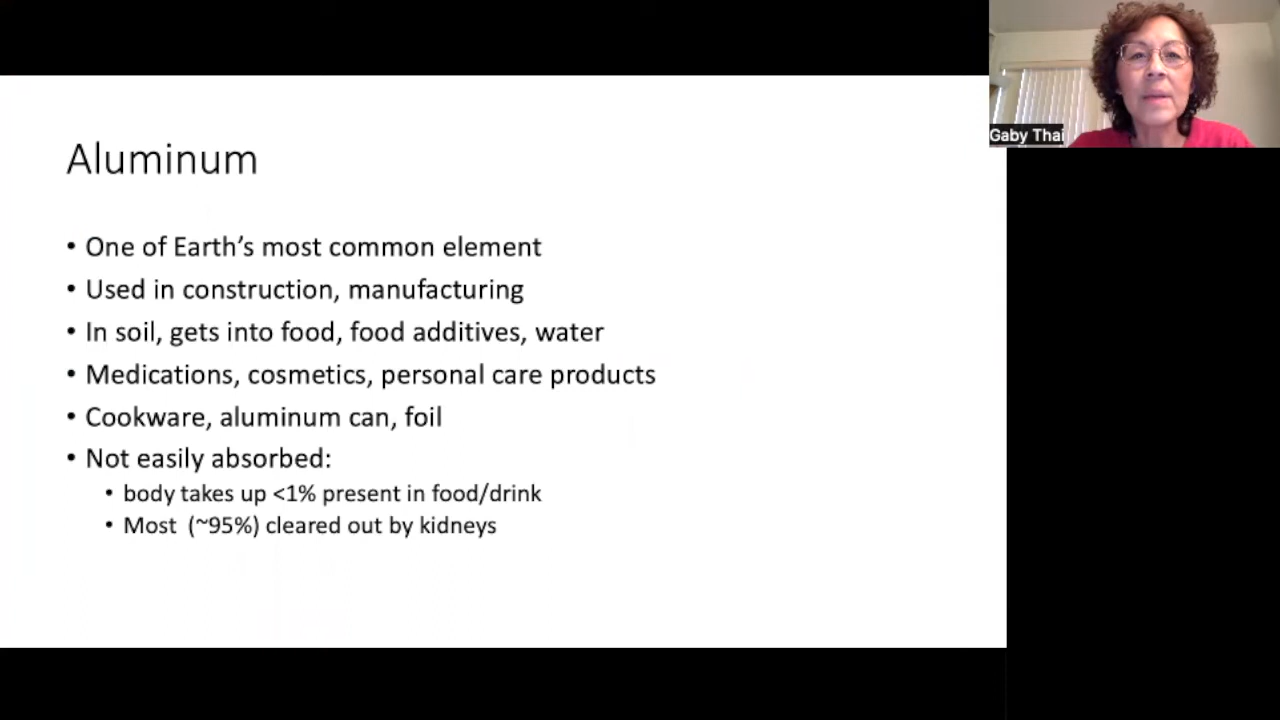 Aluminum
• One of Earth's most common element
• Used in construction, manufacturing
• In soil, gets into food, food additives, water
• Medications, cosmetics, personal care products
• Cookware, aluminum can, foil
• Not easily absorbed:
• body takes up <1% present in food/drink
• Most (~95%) cleared out by kidneys
Gaby Thai